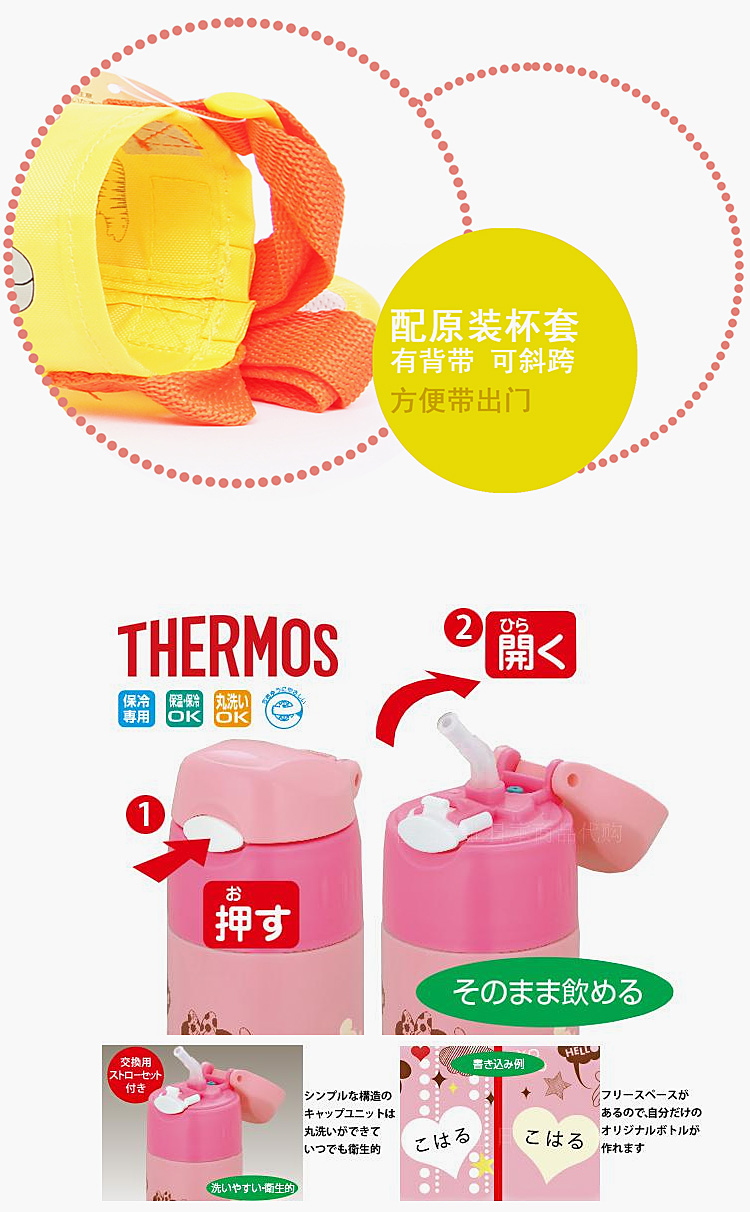 配原装杯套
有背带 可斜跨
方便带出门
THERMOS
保冷
専用
保温・保冷
OK
丸洗い
OK
2
ひら
開く
1
お
押す
そのまま飲める
交換用
ストローセット
付き
洗いやすい・衛生的
シンプルな構造の
キャップユニットは
丸洗いができて
いつでも衛生的
書き込み例
HELLO
こはる
こはる
フリースペースが
あるので、自分だけの
オリジナルボトルが
作れます